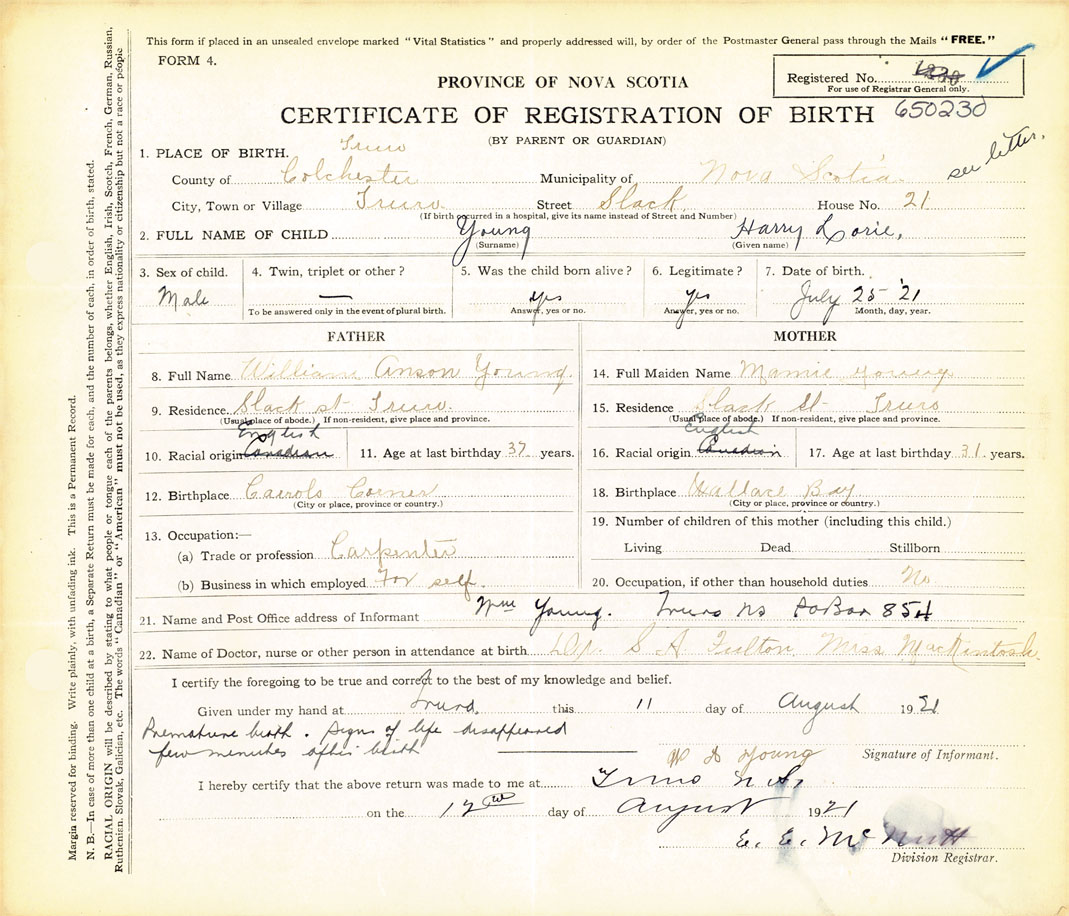 This form if placed in an unsealed envelope marked "Vital Statistics" and properly addressed will, by order of the Postmaster General pass through the Mails "FREE."
FORM 4.
PROVINCE OF NOVA SCOTIA
Registered No.
For use of Registrar General only.
CERTIFICATE OF REGISTRATION OF BIRTH 650230
(BY PARENT OR GUARDIAN)
see letter.
1. PLACE OF BIRTH. Truro
County of Colchester Municipality of Nova Scotia
City, Town or Village Truro Street Slack House No. 21
(If birth occurred in a hospital, give its name instead of Street and Number)
2. FULL NAME OF CHILD Young Harry Lorie,
(Surname) (Given name)
3. Sex of child. 4. Twin, triplet or other? 5. Was the child born alive? 6. Legitimate? 7. Date of birth.
Male — yes yes July 25 '21
To be answered only in the event of plural birth. Answer, yes or no. Answer, yes or no. Month, day, year.
FATHER MOTHER
8. Full Name William Anson Young 14. Full Maiden Name Mamie Young
9. Residence Slack st Truro. 15. Residence Slack St Truro
(Usual place of abode.) If non-resident, give place and province. (Usual place of abode.) If non-resident, give place and province.
English English
10. Racial origin Canadian 11. Age at last birthday 37 years. 16. Racial origin Canadian 17. Age at last birthday 31 years.
12. Birthplace Cairols Corner 18. Birthplace Wallace Bay
(City or place, province or country.) (City or place, province or country.)
13. Occupation:— 19. Number of children of this mother (including this child.)
(a) Trade or profession Carpenter Living Dead Stillborn
(b) Business in which employed For self. 20. Occupation, if other than household duties No
21. Name and Post Office address of Informant Wm Young. Truro NS PoBox 854
22. Name of Doctor, nurse or other person in attendance at birth Dr. S A Fulton, Miss MacKintosh.
I certify the foregoing to be true and correct to the best of my knowledge and belief.
Given under my hand at Truro. this 11 day of August 1921
Premature birth. Signs of life disappeared
few minutes after birth
W A Young Signature of Informant.
I hereby certify that the above return was made to me at Truro N.S.
on the 12th day of August 1921
E. E. McNutt
Division Registrar.
Margin reserved for binding. Write plainly, with unfading ink. This is a Permanent Record.
N. B.—In case of more than one child at a birth, a Separate Return must be made for each, and the number of each, in order of birth, stated.
RACIAL ORIGIN will be described by stating to what people or tongue each of the parents belongs, whether English, Irish, Scotch, French, German, Russian,
Ruthenian, Slovak, Galician, etc. The words "Canadian" or "American" must not be used, as they express nationality or citizenship but not a race or people